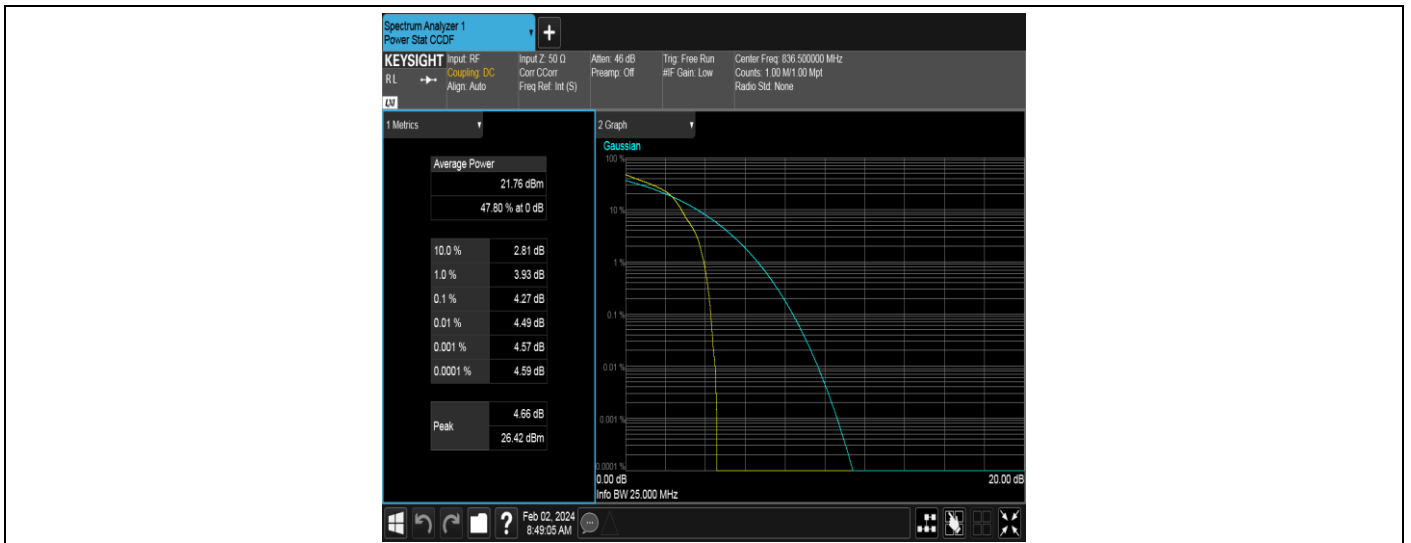 Spectrum Analyzer 1
Power Stat CCDF
KEYSIGHT
RL
LXI
Input: RF
Coupling: DC
Align: Auto
Input Z: 50 Ω
Corr CCorr
Freq Ref: Int (S)
Atten: 46 dB
Preamp: Off
Trig: Free Run
#IF Gain: Low
Center Freq: 836.500000 MHz
Counts: 1.00 M/1.00 Mpt
Radio Std: None
1 Metrics
Average Power
21.76 dBm
47.80 % at 0 dB
10.0 % 2.81 dB
1.0 % 3.93 dB
0.1 % 4.27 dB
0.01 % 4.49 dB
0.001 % 4.57 dB
0.0001 % 4.59 dB
Peak
4.66 dB
26.42 dBm
2 Graph
Gaussian
100 %
10 %
1 %
0.1 %
0.01 %
0.001 %
0.0001 %
0.00 dB 20.00 dB
Info BW 25.000 MHz
Feb 02, 2024
8:49:05 AM